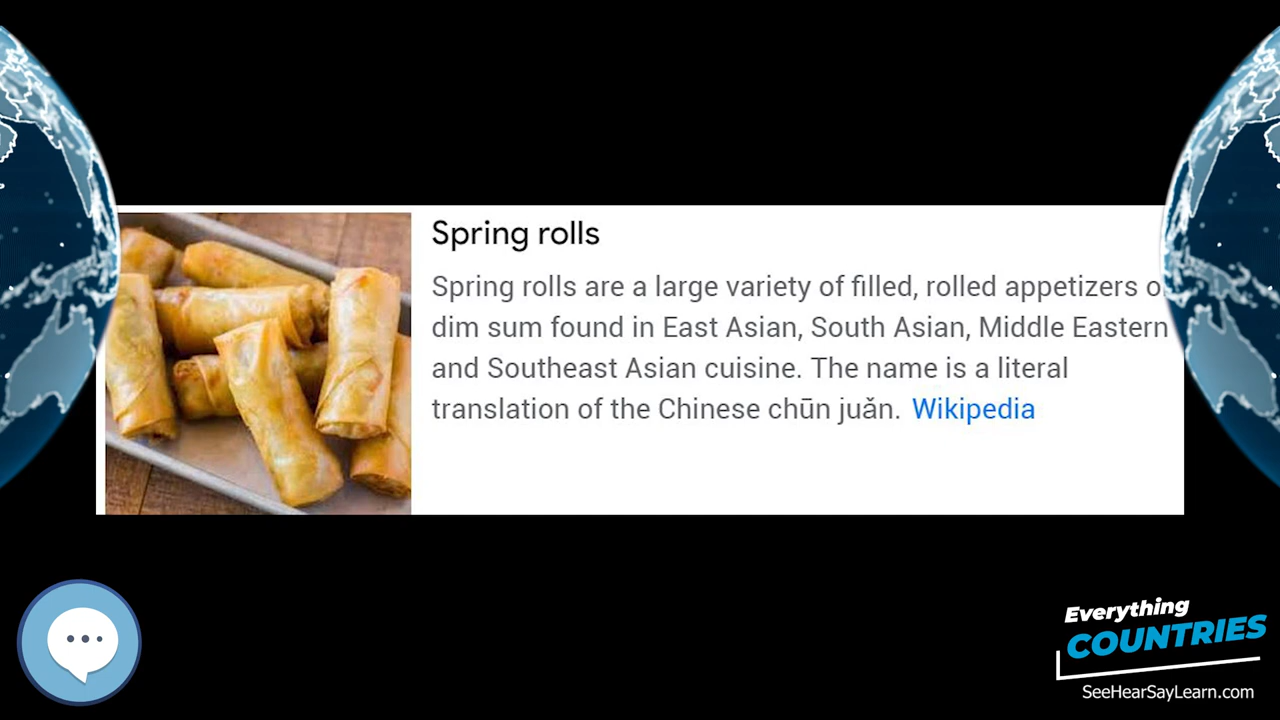 Spring rolls
Spring rolls are a large variety of filled, rolled appetizers
dim sum found in East Asian, South Asian, Middle Eastern
and Southeast Asian cuisine. The name is a literal
translation of the Chinese chūn juǎn. Wikipedia
Everything
COUNTRIES
SeeHearSayLearn.com